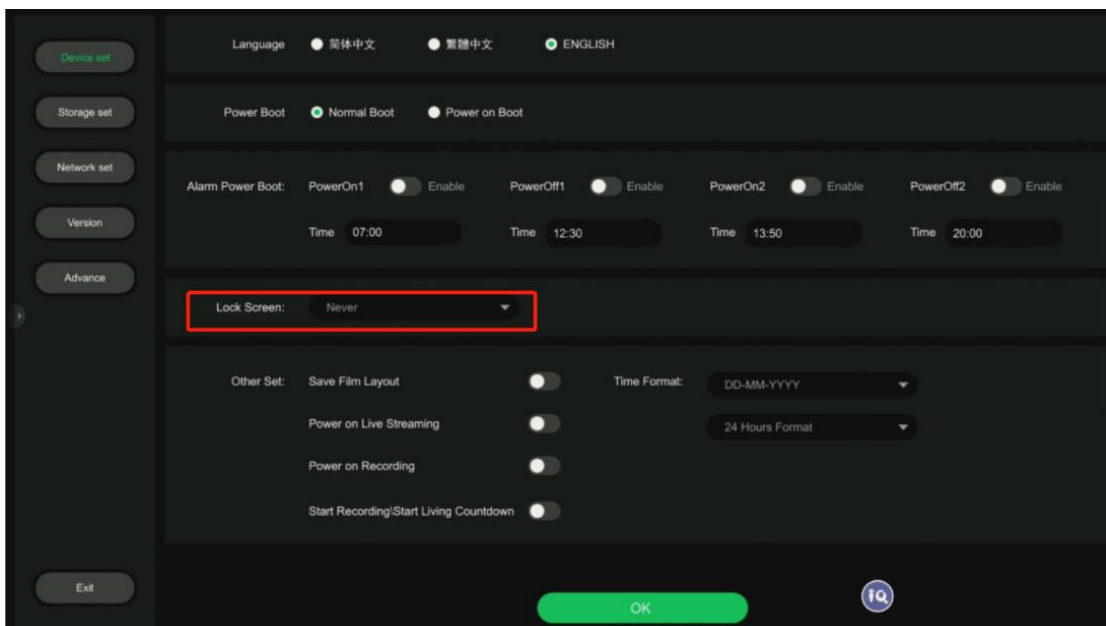 Device set
Storage set
Network set
Version
Advance
Exit
Language 简体中文 繁體中文 ENGLISH
Power Boot Normal Boot Power on Boot
Alarm Power Boot: PowerOn1 Enable PowerOff1 Enable PowerOn2 Enable PowerOff2 Enable
Time 07:00 Time 12:30 Time 13:50 Time 20:00
Lock Screen: Never
Other Set: Save Film Layout Time Format: DD-MM-YYYY
Power on Live Streaming 24 Hours Format
Power on Recording
Start Recording\Start Living Countdown
OK
iQ